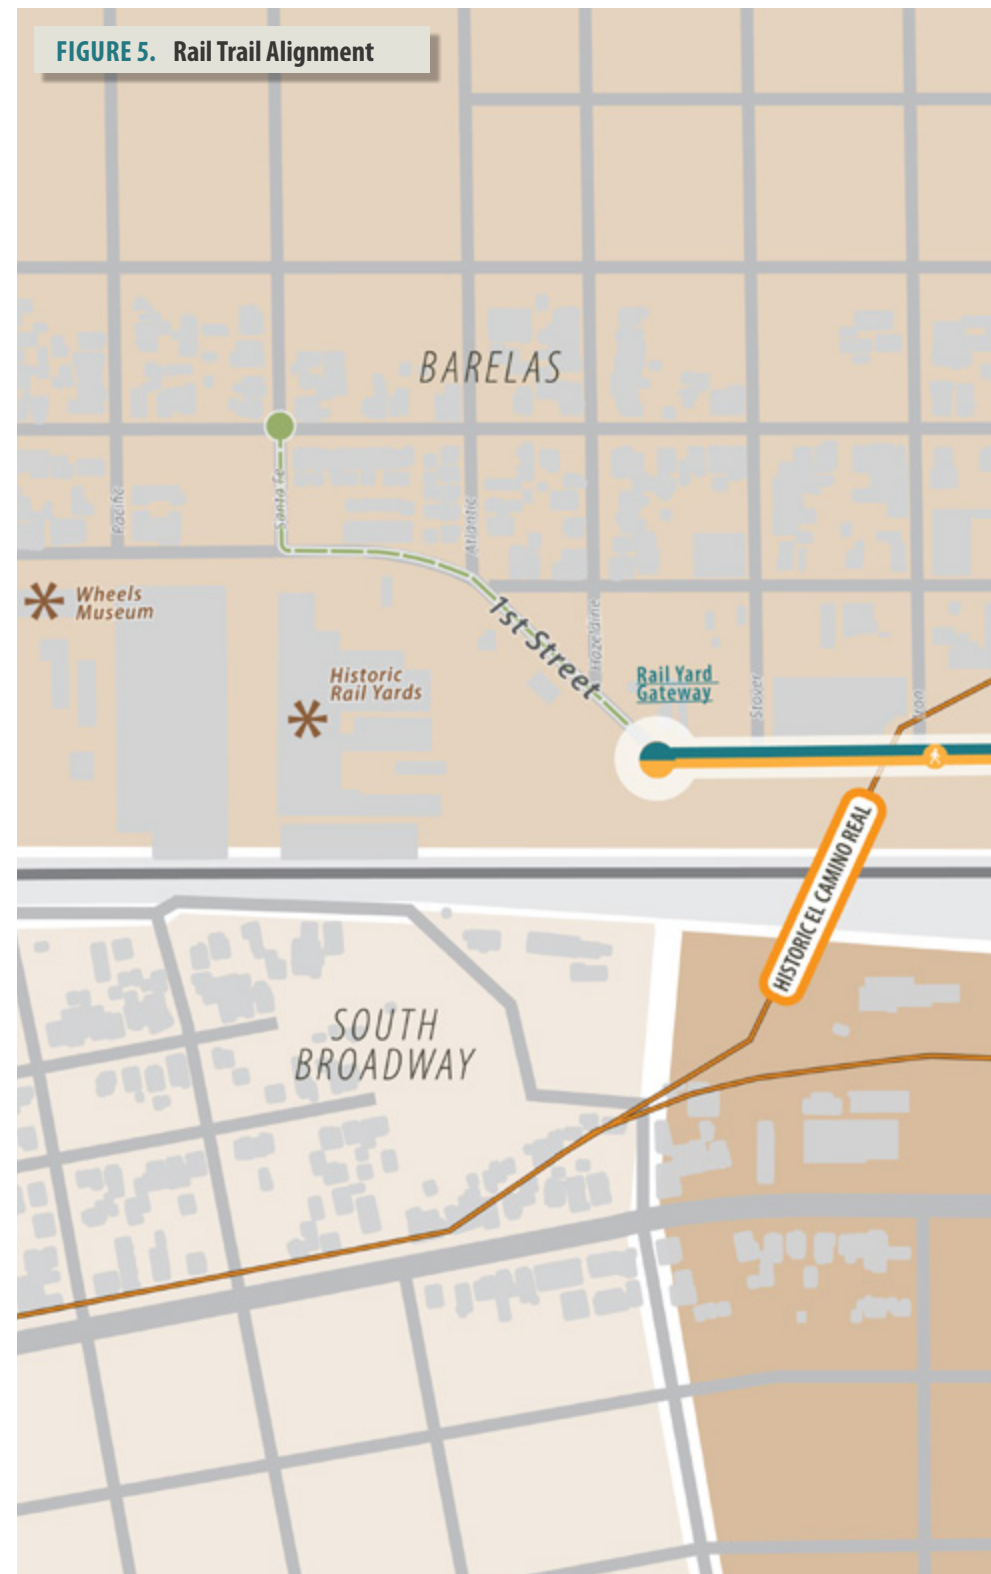 FIGURE 5. Rail Trail Alignment
BARELAS
Pacific
Santa Fe
Atlantic
Wheels
Museum
1st Street
Hazeldine
Historic
Rail Yards
Rail Yard
Gateway
Stover
Iron
HISTORIC EL CAMINO REAL
SOUTH
BROADWAY